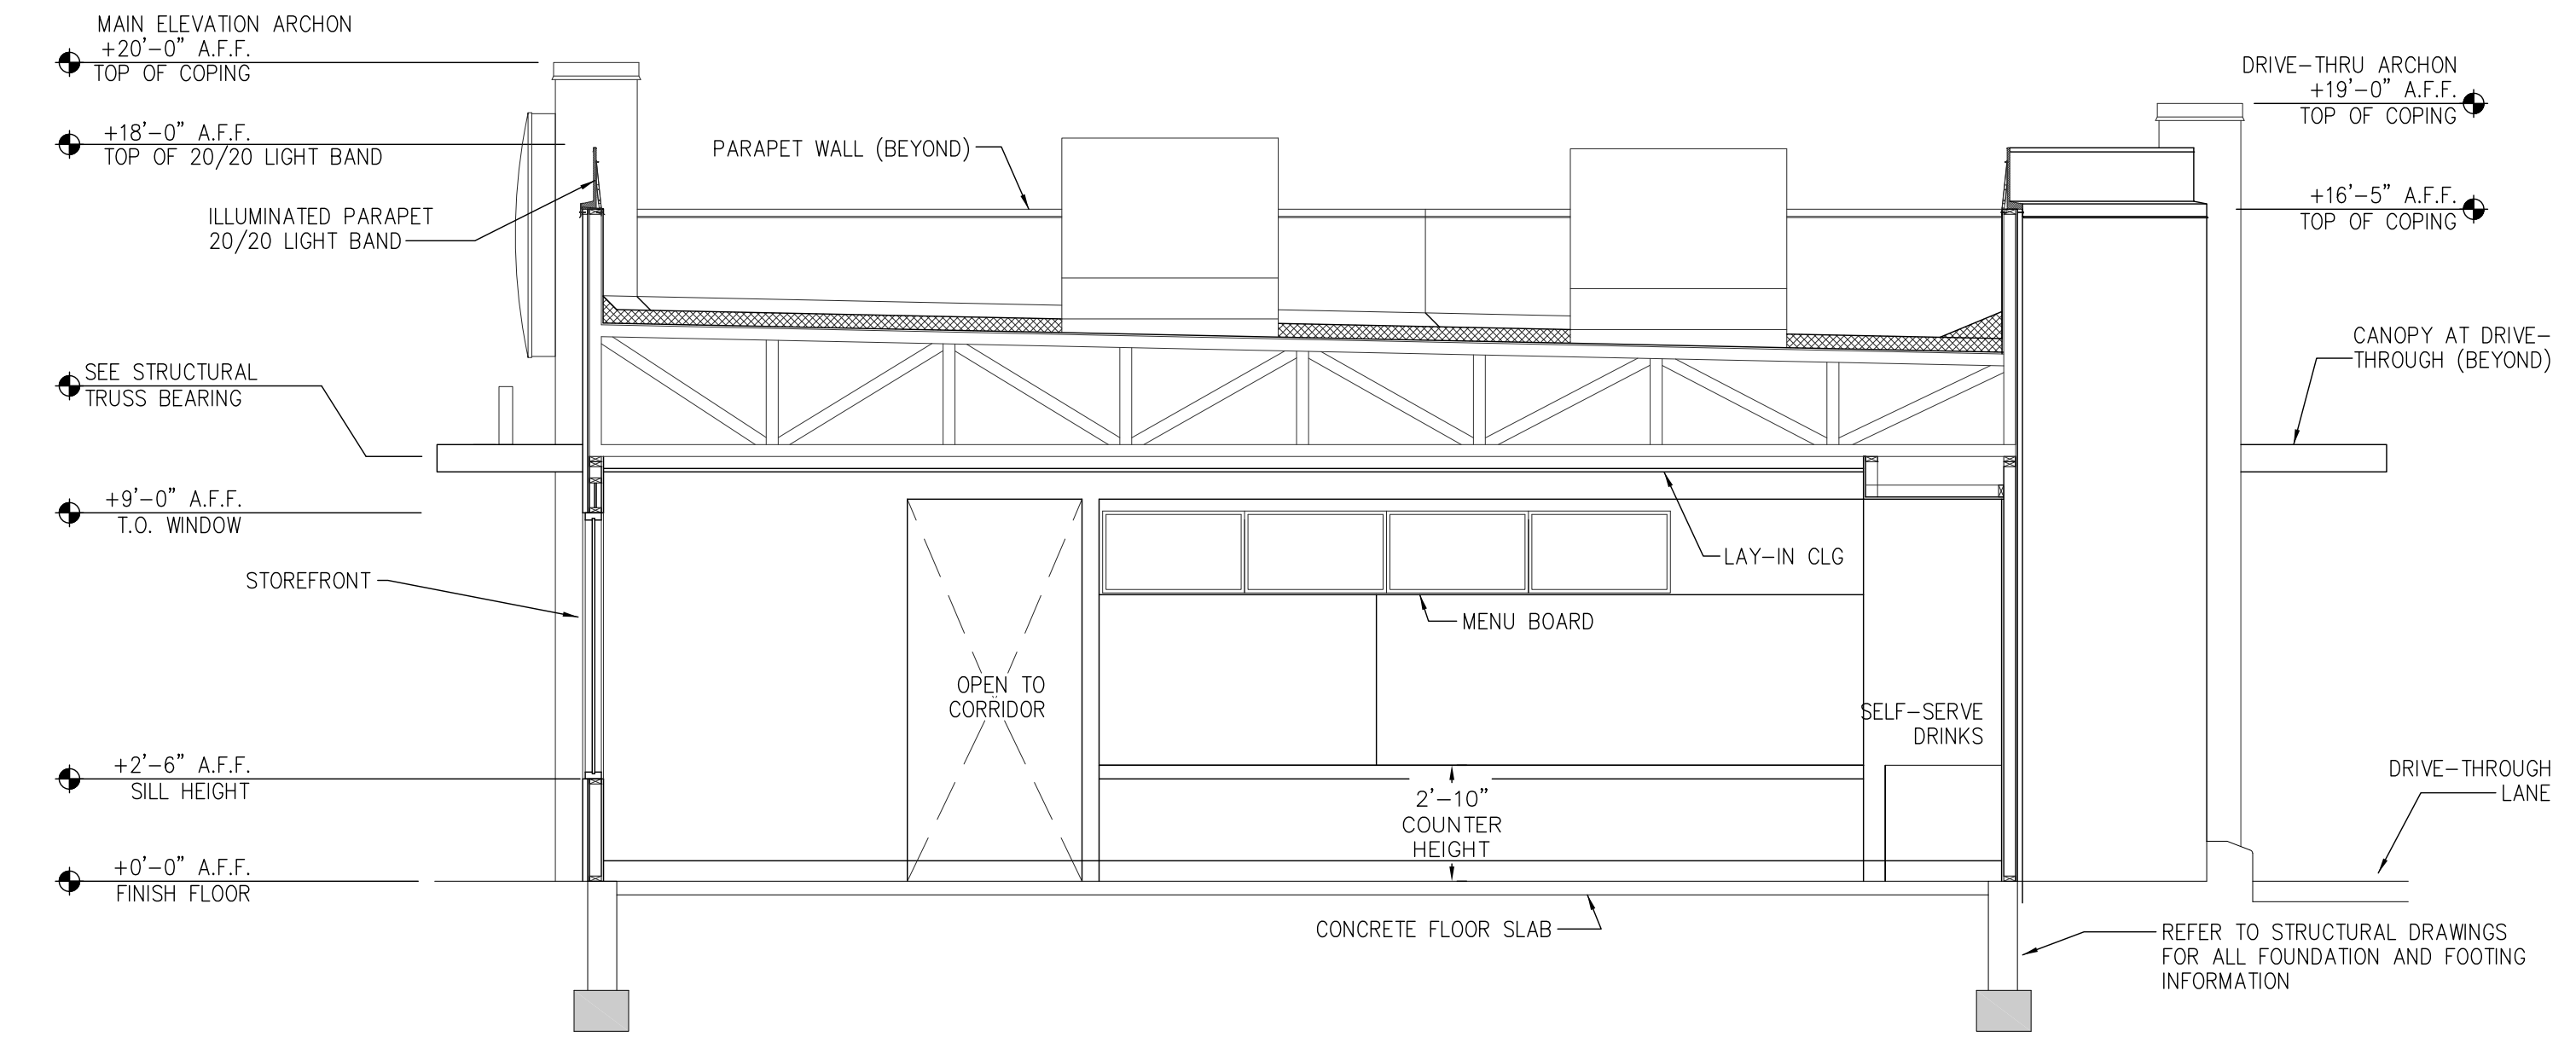 MAIN ELEVATION ARCHON
+20'-0" A.F.F.
TOP OF COPING
+18'-0" A.F.F.
TOP OF 20/20 LIGHT BAND
ILLUMINATED PARAPET
20/20 LIGHT BAND
PARAPET WALL (BEYOND)
DRIVE-THRU ARCHON
+19'-0" A.F.F.
TOP OF COPING
+16'-5" A.F.F.
TOP OF COPING
CANOPY AT DRIVE-
THROUGH (BEYOND)
SEE STRUCTURAL
TRUSS BEARING
+9'-0" A.F.F.
T.O. WINDOW
STOREFRONT
LAY-IN CLG
MENU BOARD
OPEN TO
CORRIDOR
SELF-SERVE
DRINKS
+2'-6" A.F.F.
SILL HEIGHT
2'-10"
COUNTER
HEIGHT
DRIVE-THROUGH
LANE
+0'-0" A.F.F.
FINISH FLOOR
CONCRETE FLOOR SLAB
REFER TO STRUCTURAL DRAWINGS
FOR ALL FOUNDATION AND FOOTING
INFORMATION